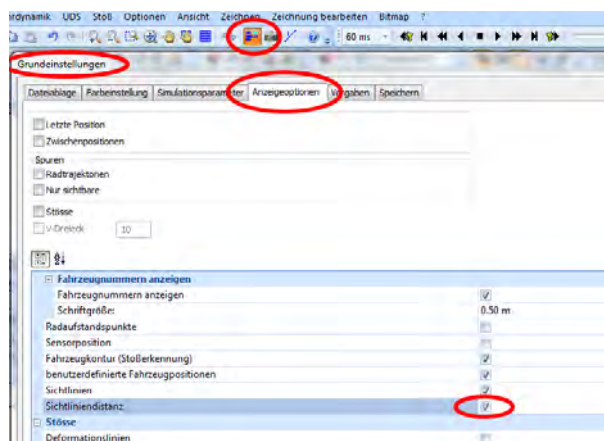 rdynamik UDS Stoß Optionen Ansicht Zeichnen Zeichnung bearbeiten Bitmap ?
60 ms
Grundeinstellungen
Dateiablage Farbeinstellung Simulationsparameter Anzeigeoptionen Vorgaben Speichern
Letzte Position
Zwischenpositionen
Spuren
Radtrajektorien
Nur sichtbare
Stösse
V-Dreieck 10
Fahrzeugnummern anzeigen
Fahrzeugnummern anzeigen
Schriftgröße: 0.50 m
Radaufstandspunkte
Sensorposition
Fahrzeugkontur (Stoßerkennung)
benutzerdefinierte Fahrzeugpositionen
Sichtlinien
Sichtliniendistanz
Stösse
Deformationslinien